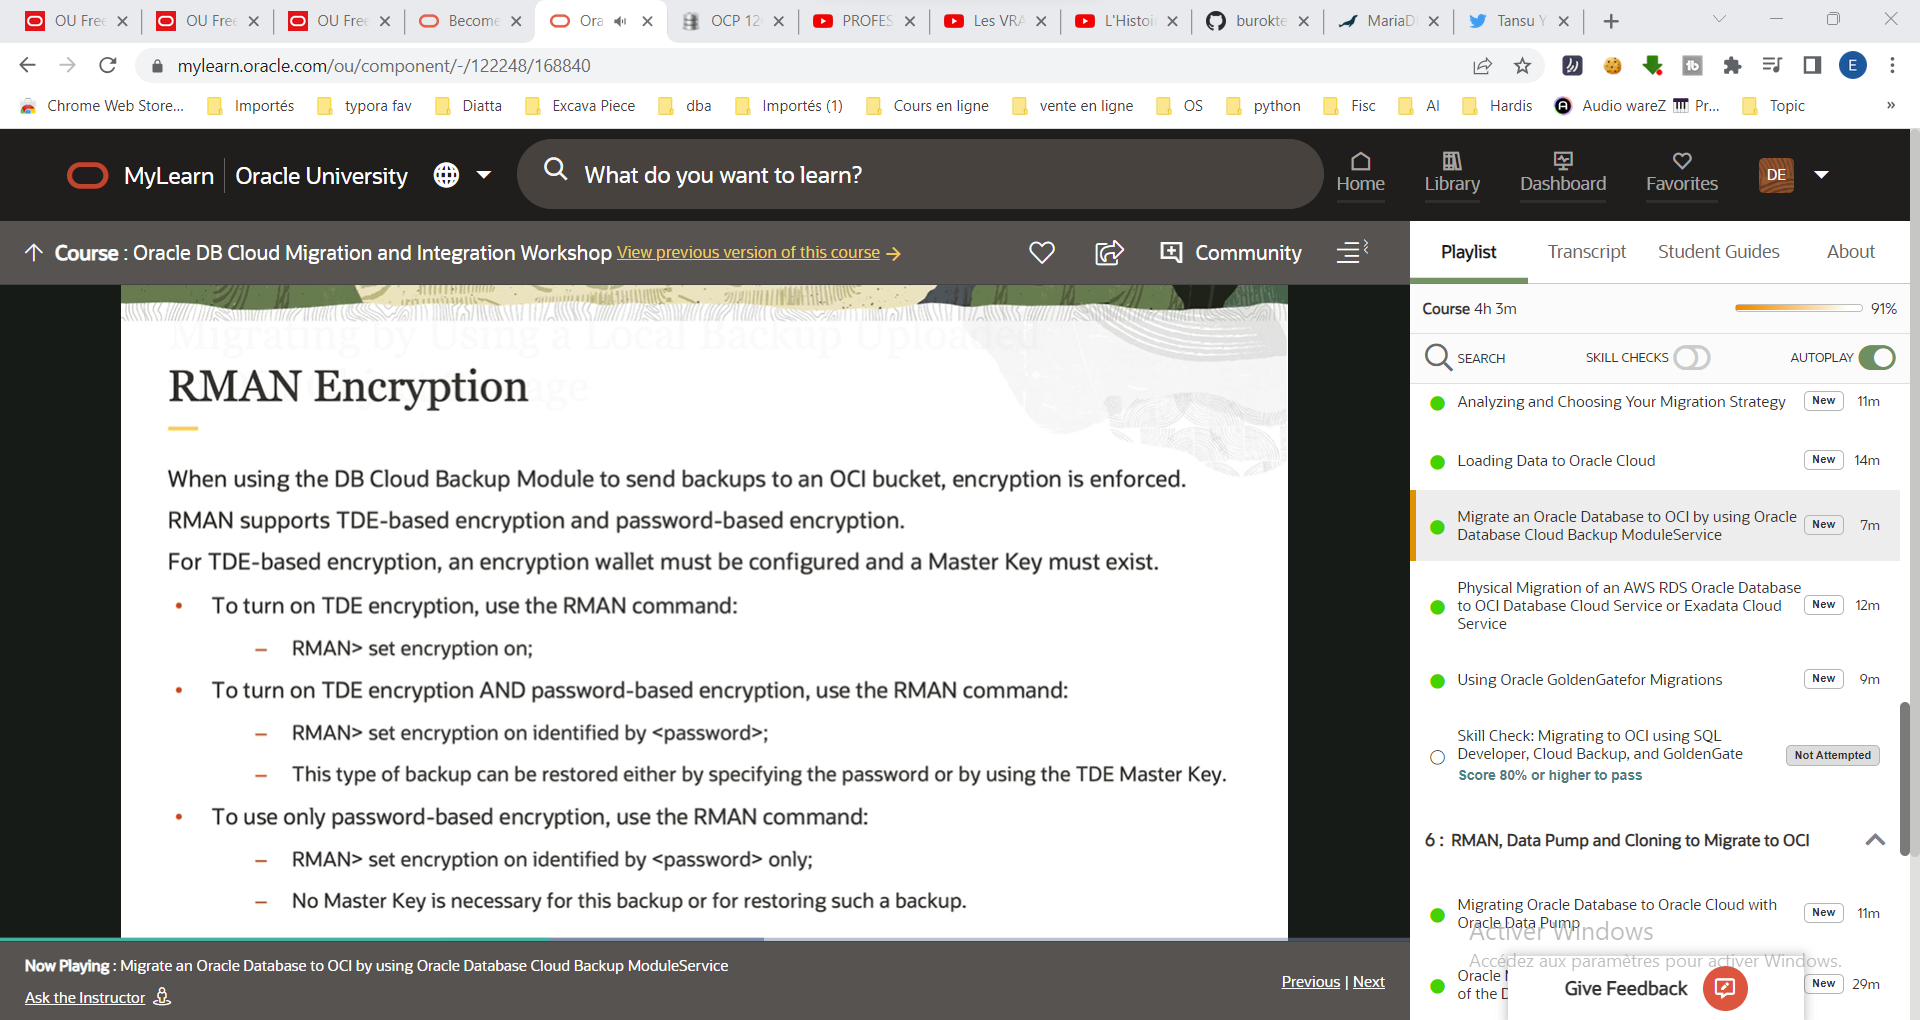 OU Free
OU Free
OU Free
Become
Ora
OCP 12
PROFES
Les VRA
L'Histoi
burokte
MariaD
Tansu Y
mylearn.oracle.com/ou/component/-/122248/168840
E
Chrome Web Store...
Importés
typora fav
Diatta
Excava Piece
dba
Importés (1)
Cours en ligne
vente en ligne
OS
python
Fisc
AI
Hardis
Audio wareZ
Pr...
Topic
»
MyLearn
Oracle University
What do you want to learn?
Home
Library
Dashboard
Favorites
DE
Course : Oracle DB Cloud Migration and Integration Workshop View previous version of this course
Community
Playlist
Transcript
Student Guides
About
Course 4h 3m
91%
SEARCH
SKILL CHECKS
AUTOPLAY
Migrating by Using a Local Backup Uploaded
RMAN Encryption
When using the DB Cloud Backup Module to send backups to an OCI bucket, encryption is enforced.
RMAN supports TDE-based encryption and password-based encryption.
For TDE-based encryption, an encryption wallet must be configured and a Master Key must exist.
• To turn on TDE encryption, use the RMAN command:
– RMAN> set encryption on;
• To turn on TDE encryption AND password-based encryption, use the RMAN command:
– RMAN> set encryption on identified by <password>;
– This type of backup can be restored either by specifying the password or by using the TDE Master Key.
• To use only password-based encryption, use the RMAN command:
– RMAN> set encryption on identified by <password> only;
– No Master Key is necessary for this backup or for restoring such a backup.
Analyzing and Choosing Your Migration Strategy New 11m
Loading Data to Oracle Cloud New 14m
Migrate an Oracle Database to OCI by using Oracle
Database Cloud Backup ModuleService New 7m
Physical Migration of an AWS RDS Oracle Database
to OCI Database Cloud Service or Exadata Cloud New 12m
Service
Using Oracle GoldenGatefor Migrations New 9m
Skill Check: Migrating to OCI using SQL
Developer, Cloud Backup, and GoldenGate Not Attempted
Score 80% or higher to pass
6 : RMAN, Data Pump and Cloning to Migrate to OCI
Migrating Oracle Database to Oracle Cloud with New 11m
Oracle Data Pump
Activer Windows
Accédez aux paramètres pour activer Windows.
Oracle
of the New 29m
Give Feedback
Now Playing : Migrate an Oracle Database to OCI by using Oracle Database Cloud Backup ModuleService
Ask the Instructor
Previous | Next